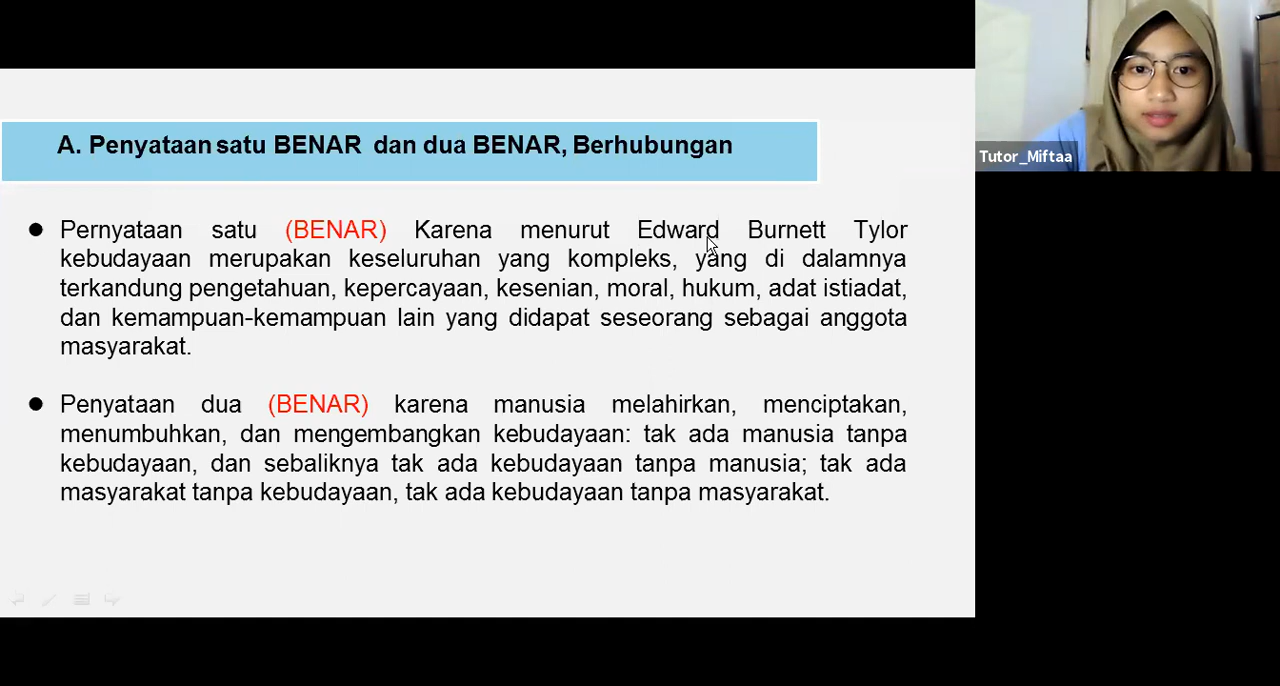 A. Penyataan satu BENAR dan dua BENAR, Berhubungan
Pernyataan satu (BENAR) Karena menurut Edward Burnett Tylor
kebudayaan merupakan keseluruhan yang kompleks, yang di dalamnya
terkandung pengetahuan, kepercayaan, kesenian, moral, hukum, adat istiadat,
dan kemampuan-kemampuan lain yang didapat seseorang sebagai anggota
masyarakat.
Penyataan dua (BENAR) karena manusia melahirkan, menciptakan,
menumbuhkan, dan mengembangkan kebudayaan: tak ada manusia tanpa
kebudayaan, dan sebaliknya tak ada kebudayaan tanpa manusia; tak ada
masyarakat tanpa kebudayaan, tak ada kebudayaan tanpa masyarakat.
Tutor_Miftaa